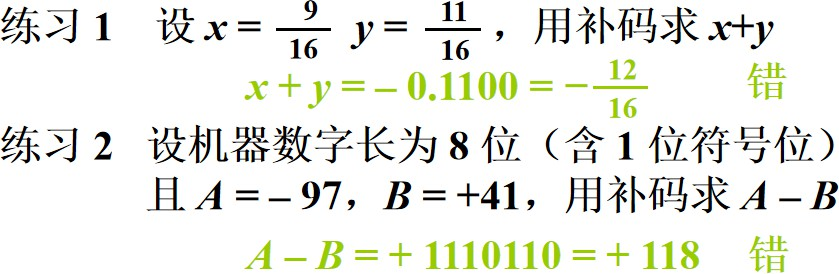 练习 1 设 x = 9/16 y = 11/16 ，用补码求 x+y
x + y = – 0.1100 = – 12/16 错
练习 2 设机器数字长为 8 位（含 1 位符号位）
且 A = – 97，B = +41，用补码求 A – B
A – B = + 1110110 = + 118 错